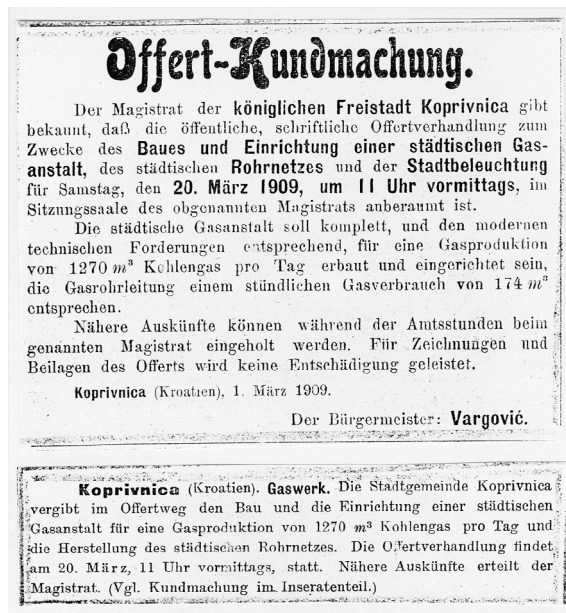 Offert-Kundmachung.
Der Magistrat der königlichen Freistadt Koprivnica gibt
bekannt, daß die öffentliche, schriftliche Offertverhandlung zum
Zwecke des Baues und Einrichtung einer städtischen Gas-
anstalt, des städtischen Rohrnetzes und der Stadtbeleuchtung
für Samstag, den 20. März 1909, um 11 Uhr vormittags, im
Sitzungssaale des obgenannten Magistrats anberaumt ist.
Die städtische Gasanstalt soll komplett, und den modernen
technischen Forderungen entsprechend, für eine Gasproduktion
von 1270 m³ Kohlengas pro Tag erbaut und eingerichtet sein,
die Gasrohrleitung einem stündlichen Gasverbrauch von 174 m³
entsprechen.
Nähere Auskünfte können während der Amtsstunden beim
genannten Magistrat eingeholt werden. Für Zeichnungen und
Beilagen des Offerts wird keine Entschädigung geleistet.
Koprivnica (Kroatien), 1. März 1909.
Der Bürgermeister: Vargović.
Koprivnica (Kroatien). Gaswerk. Die Stadtgemeinde Koprivnica
vergibt im Offertweg den Bau und die Einrichtung einer städtischen
Gasanstalt für eine Gasproduktion von 1270 m³ Kohlengas pro Tag und
die Herstellung des städtischen Rohrnetzes. Die Offertverhandlung findet
am 20. März, 11 Uhr vormittags, statt. Nähere Auskünfte erteilt der
Magistrat. (Vgl. Kundmachung im Inseratenteil.)